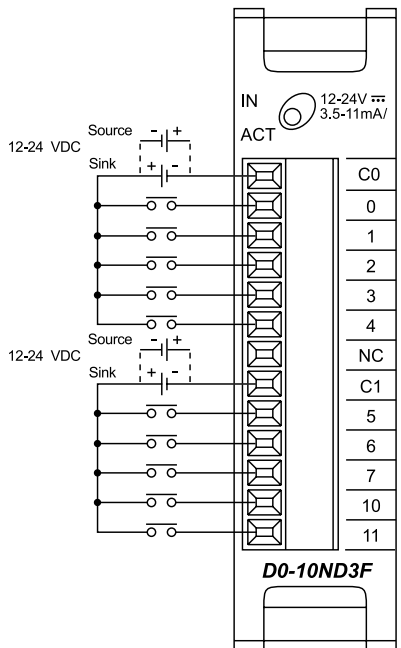 IN
12-24V ⎓
3.5-11mA/
ACT
Source
- +
12-24 VDC
Sink
+ -
C0
0
1
2
3
4
Source
- +
NC
12-24 VDC
Sink
+ -
C1
5
6
7
10
11
D0-10ND3F